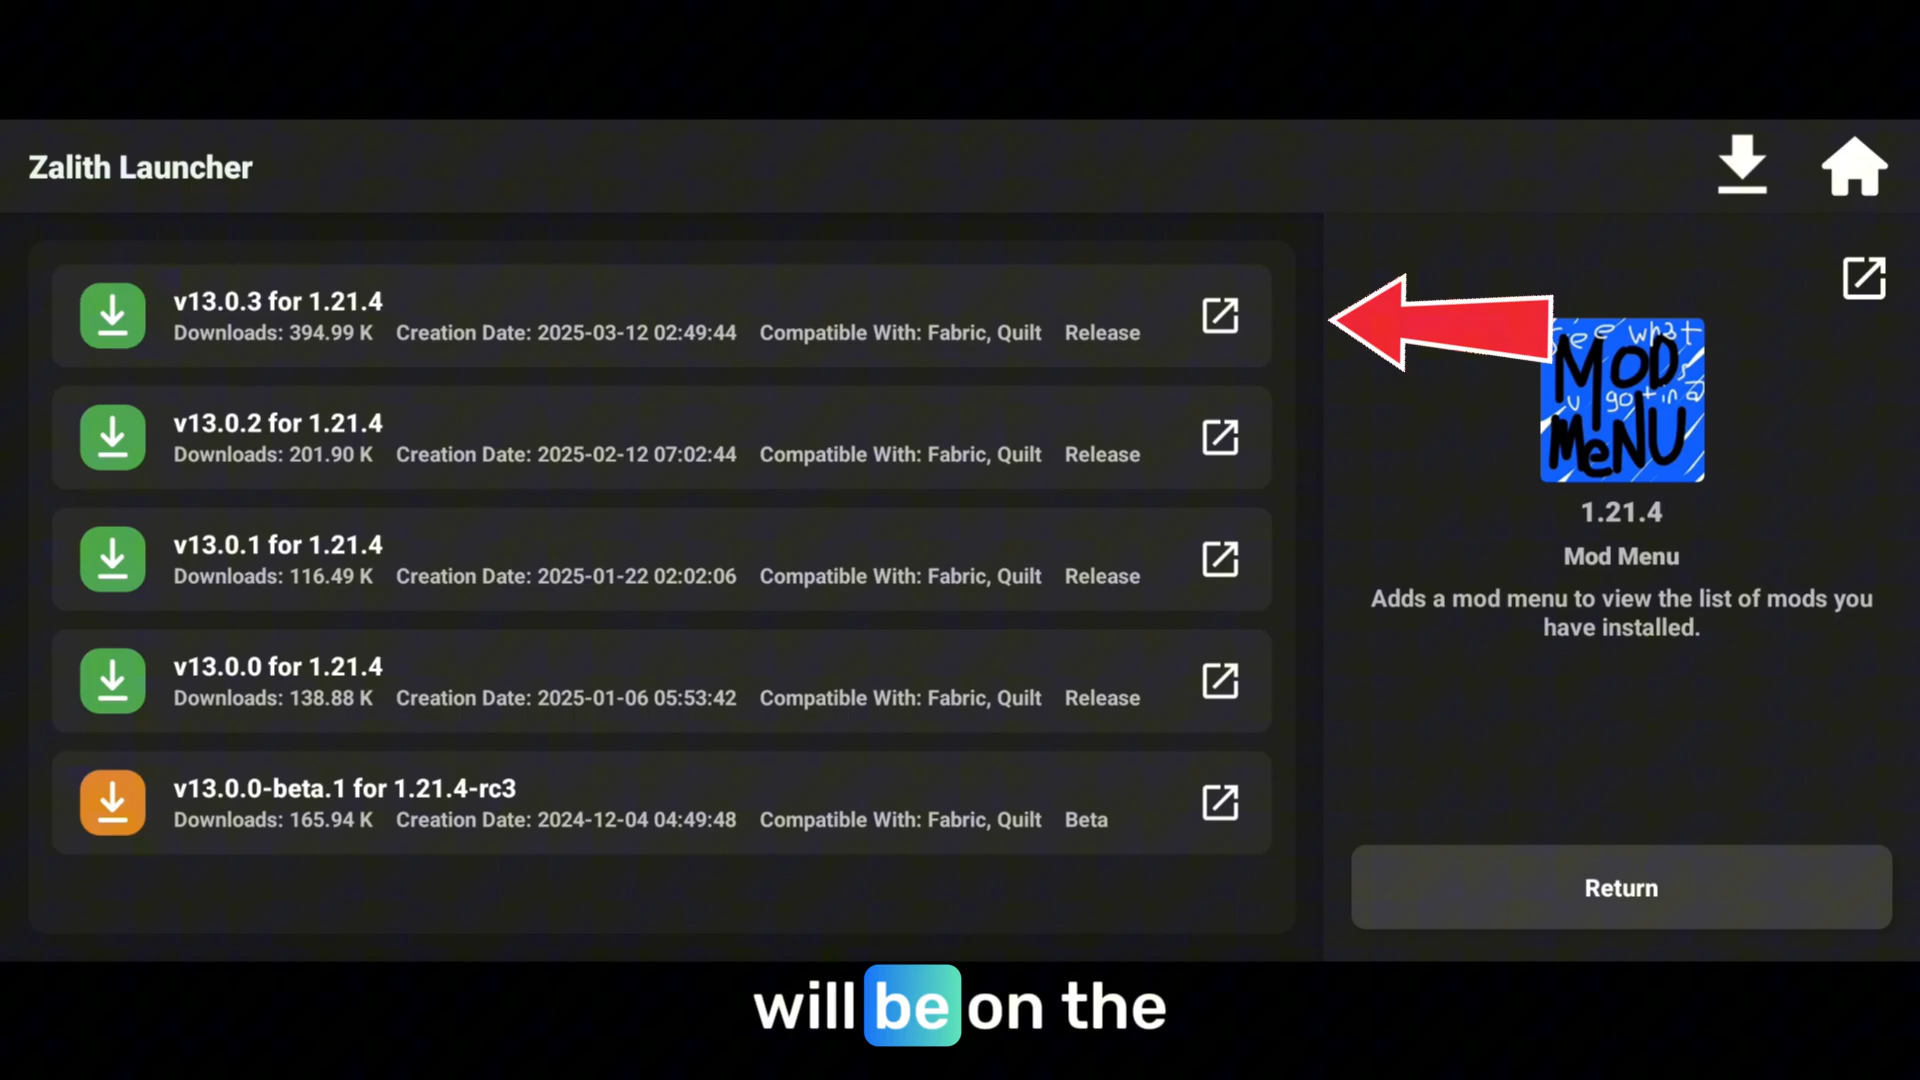 Zalith Launcher
v13.0.3 for 1.21.4
Downloads: 394.99 K Creation Date: 2025-03-12 02:49:44 Compatible With: Fabric, Quilt Release
v13.0.2 for 1.21.4
Downloads: 201.90 K Creation Date: 2025-02-12 07:02:44 Compatible With: Fabric, Quilt Release
v13.0.1 for 1.21.4
Downloads: 116.49 K Creation Date: 2025-01-22 02:02:06 Compatible With: Fabric, Quilt Release
v13.0.0 for 1.21.4
Downloads: 138.88 K Creation Date: 2025-01-06 05:53:42 Compatible With: Fabric, Quilt Release
v13.0.0-beta.1 for 1.21.4-rc3
Downloads: 165.94 K Creation Date: 2024-12-04 04:49:48 Compatible With: Fabric, Quilt Beta
what
MOD
MeNU
1.21.4
Mod Menu
Adds a mod menu to view the list of mods you
have installed.
Return
will be on the